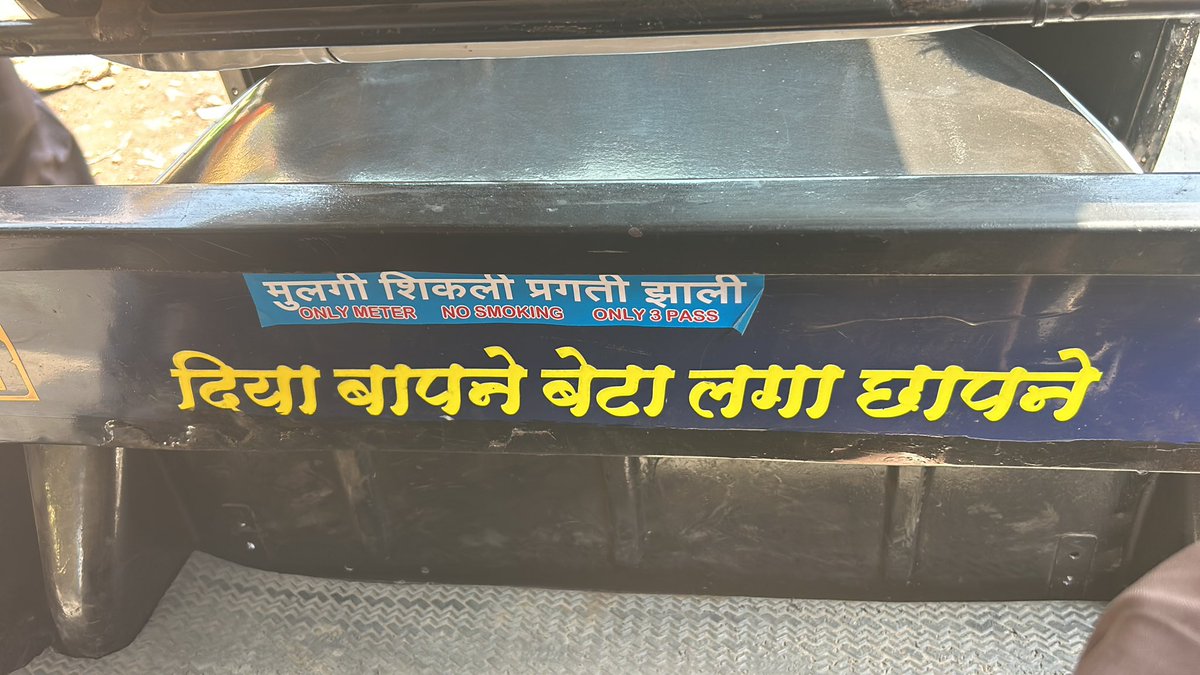 मुलगी शिकली प्रगती झाली
ONLY METER NO SMOKING ONLY 3 PASS
दिया बापने बेटा लगा छापने